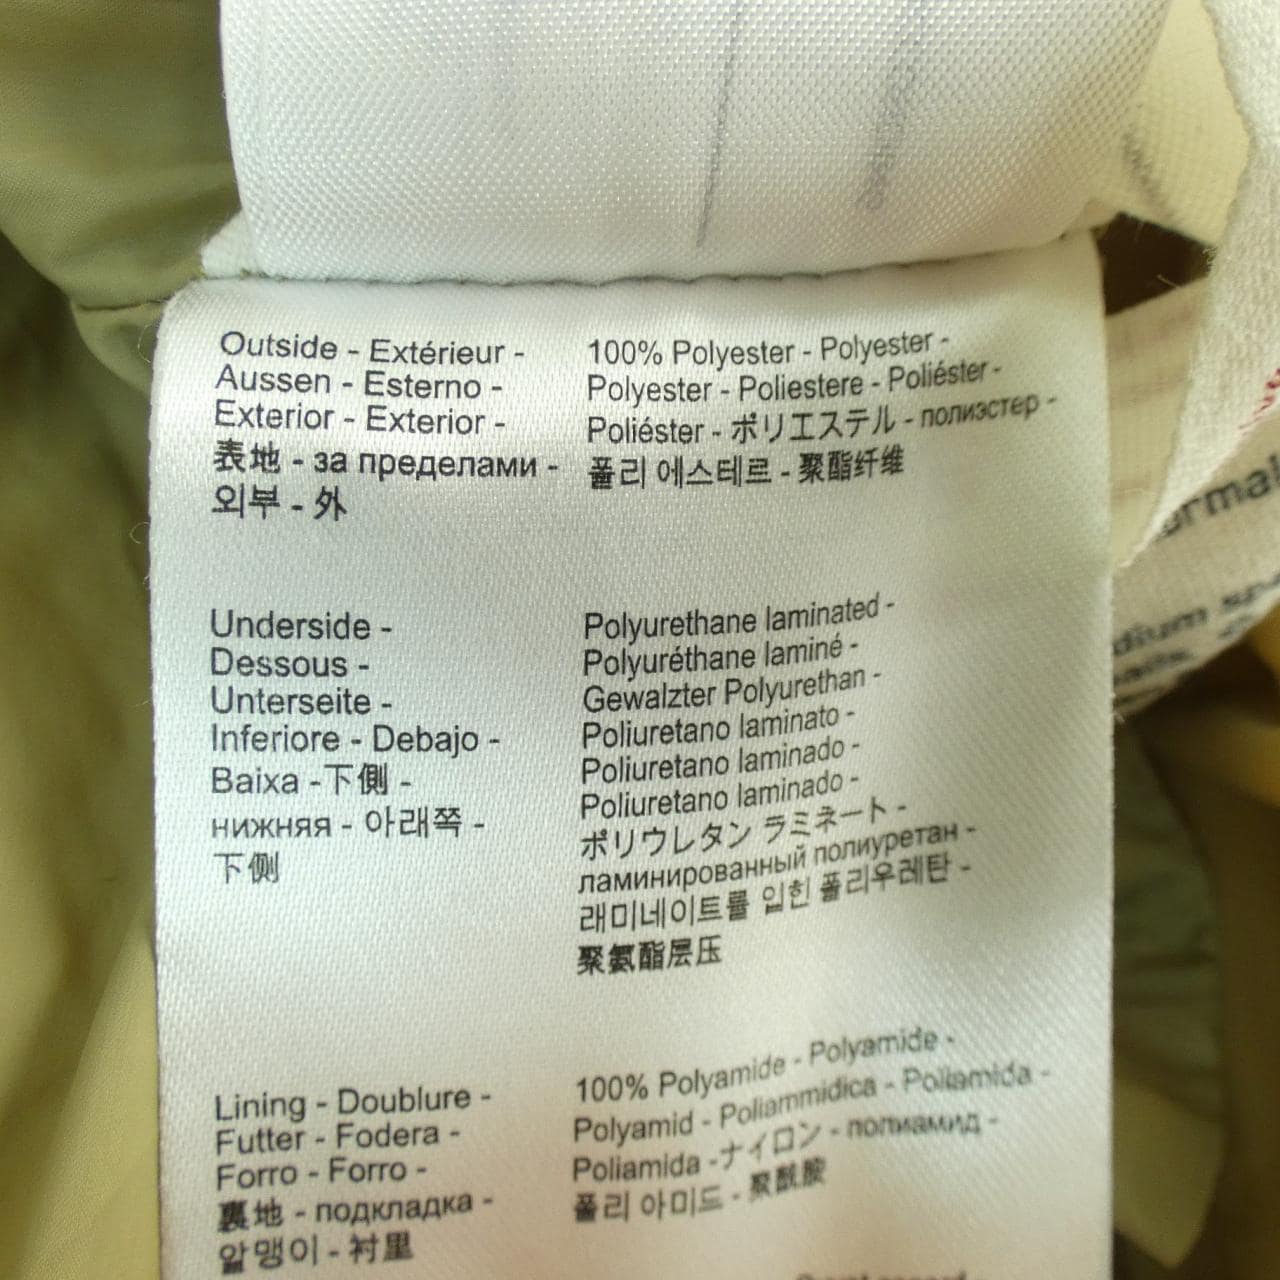 Outside - Extérieur -
Aussen - Esterno -
Exterior - Exterior -
表地 - за пределами -
외부 - 外
100% Polyester - Polyester -
Polyester - Poliestere - Poliéster -
Poliéster - ポリエステル - полиэстер -
폴리 에스테르 - 聚酯纤维
Underside -
Dessous -
Unterseite -
Inferiore - Debajo -
Baixa -下側 -
нижняя - 아래쪽 -
下侧
Polyurethane laminated -
Polyuréthane laminé -
Gewalzter Polyurethan -
Poliuretano laminato -
Poliuretano laminado -
Poliuretano laminado -
ポリウレタン ラミネート -
ламинированный полиуретан -
래미네이트를 입힌 폴리우레탄 -
聚氨酯层压
Lining - Doublure -
Futter - Fodera -
Forro - Forro -
裏地 - подкладка -
알맹이 - 衬里
100% Polyamide - Polyamide -
Polyamid - Poliammidica - Poliamida -
Poliamida -ナイロン - полиамид -
폴리 아미드 - 聚酰胺